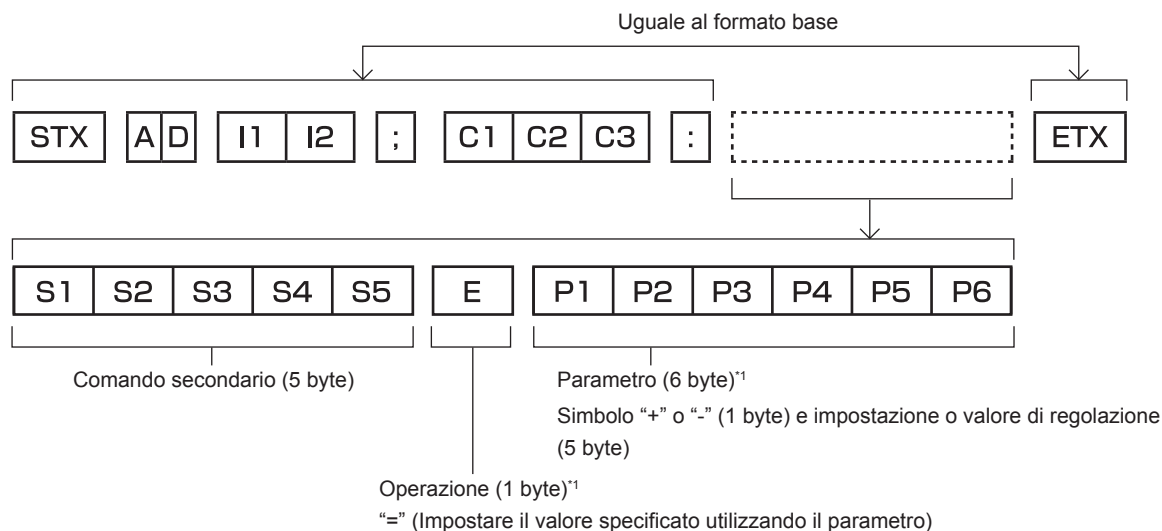 Uguale al formato base
STX A D I1 I2 ; C1 C2 C3 : ETX
S1 S2 S3 S4 S5 E P1 P2 P3 P4 P5 P6
Comando secondario (5 byte)
Parametro (6 byte)*1
Simbolo “+” o “-” (1 byte) e impostazione o valore di regolazione
(5 byte)
Operazione (1 byte)*1
“=” (Impostare il valore specificato utilizzando il parametro)